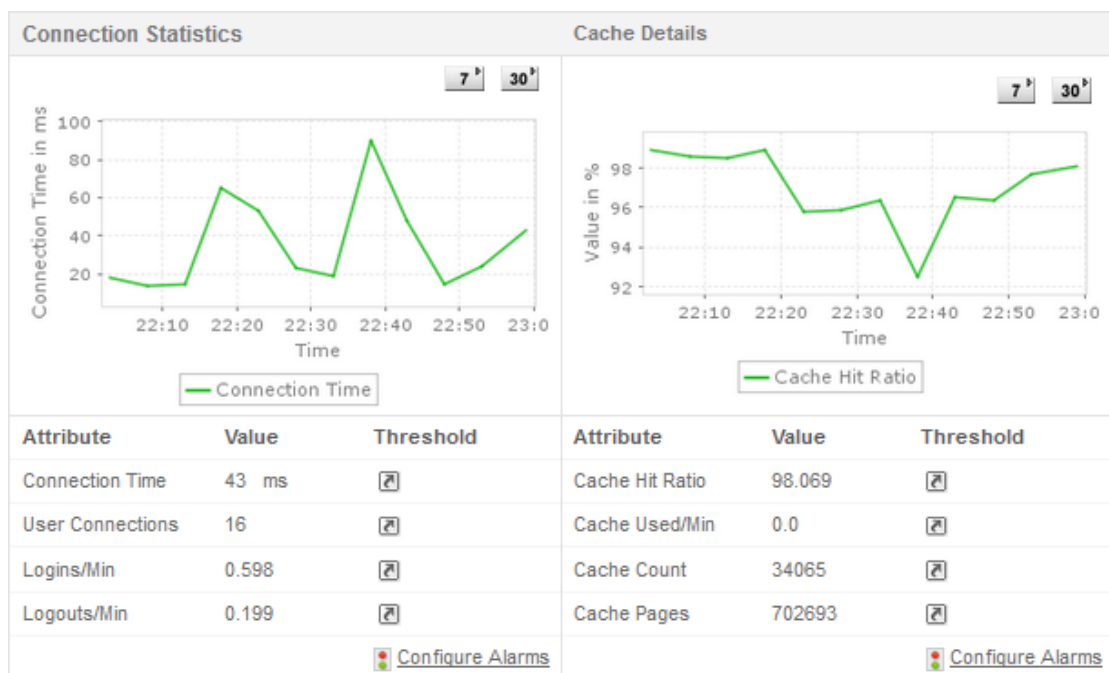 Connection Statistics
7 30
Connection Time in ms
100
80
60
40
20
22:10 22:20 22:30 22:40 22:50 23:0
Time
Connection Time
Attribute Value Threshold
Connection Time 43 ms
User Connections 16
Logins/Min 0.598
Logouts/Min 0.199
Configure Alarms
Cache Details
7 30
Value in %
98
96
94
92
22:10 22:20 22:30 22:40 22:50 23:0
Time
Cache Hit Ratio
Attribute Value Threshold
Cache Hit Ratio 98.069
Cache Used/Min 0.0
Cache Count 34065
Cache Pages 702693
Configure Alarms